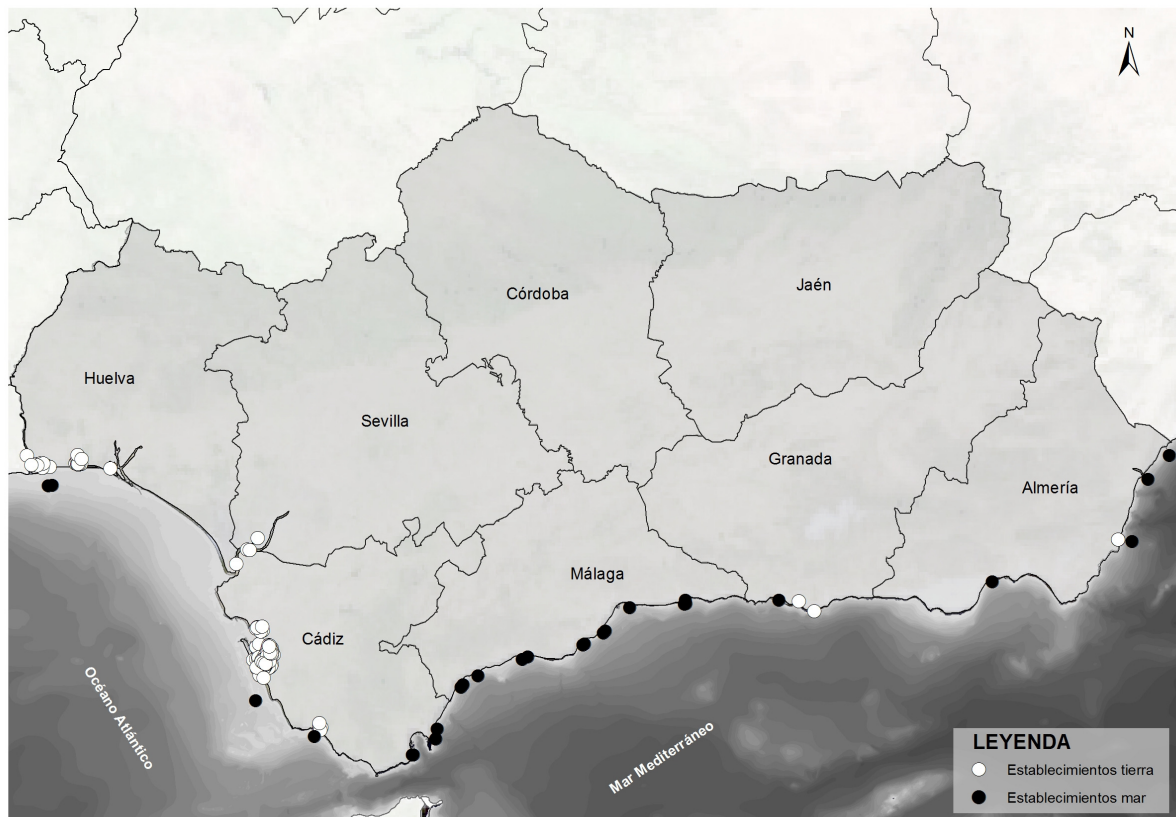 N
Córdoba
Jaén
Huelva
Sevilla
Granada
Almería
Málaga
Cádiz
Océano Atlántico
Mar Mediterráneo
LEYENDA
Establecimientos tierra
Establecimientos mar